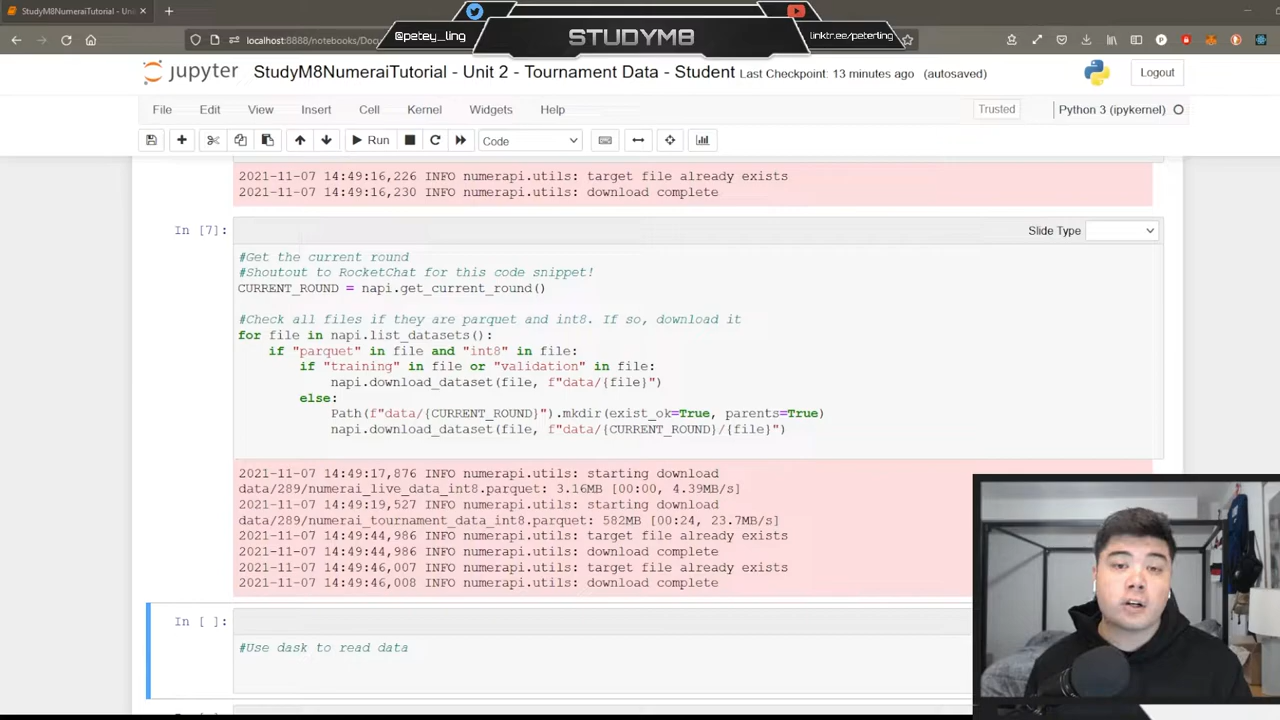 StudyM8NumeraiTutorial - Unit 2 -
localhost:8888/notebooks/Doc
@petey_ling
STUDYM8
linktr.ee/peterling
jupyter
StudyM8NumeraiTutorial - Unit 2 - Tournament Data - Student
Last Checkpoint: 13 minutes ago
(autosaved)
Logout
File
Edit
View
Insert
Cell
Kernel
Widgets
Help
Trusted
Python 3 (ipykernel)
Run
Code
2021-11-07 14:49:16,226 INFO numerapi.utils: target file already exists
2021-11-07 14:49:16,230 INFO numerapi.utils: download complete
In [7]:
Slide Type
#Get the current round
#Shoutout to RocketChat for this code snippet!
CURRENT_ROUND = napi.get_current_round()
#Check all files if they are parquet and int8. If so, download it
for file in napi.list_datasets():
if "parquet" in file and "int8" in file:
if "training" in file or "validation" in file:
napi.download_dataset(file, f"data/{file}")
else:
Path(f"data/{CURRENT_ROUND}").mkdir(exist_ok=True, parents=True)
napi.download_dataset(file, f"data/{CURRENT_ROUND}/{file}")
2021-11-07 14:49:17,876 INFO numerapi.utils: starting download
data/289/numerai_live_data_int8.parquet: 3.16MB [00:00, 4.39MB/s]
2021-11-07 14:49:19,527 INFO numerapi.utils: starting download
data/289/numerai_tournament_data_int8.parquet: 582MB [00:24, 23.7MB/s]
2021-11-07 14:49:44,986 INFO numerapi.utils: target file already exists
2021-11-07 14:49:44,986 INFO numerapi.utils: download complete
2021-11-07 14:49:46,007 INFO numerapi.utils: target file already exists
2021-11-07 14:49:46,008 INFO numerapi.utils: download complete
In [ ]:
#Use dask to read data